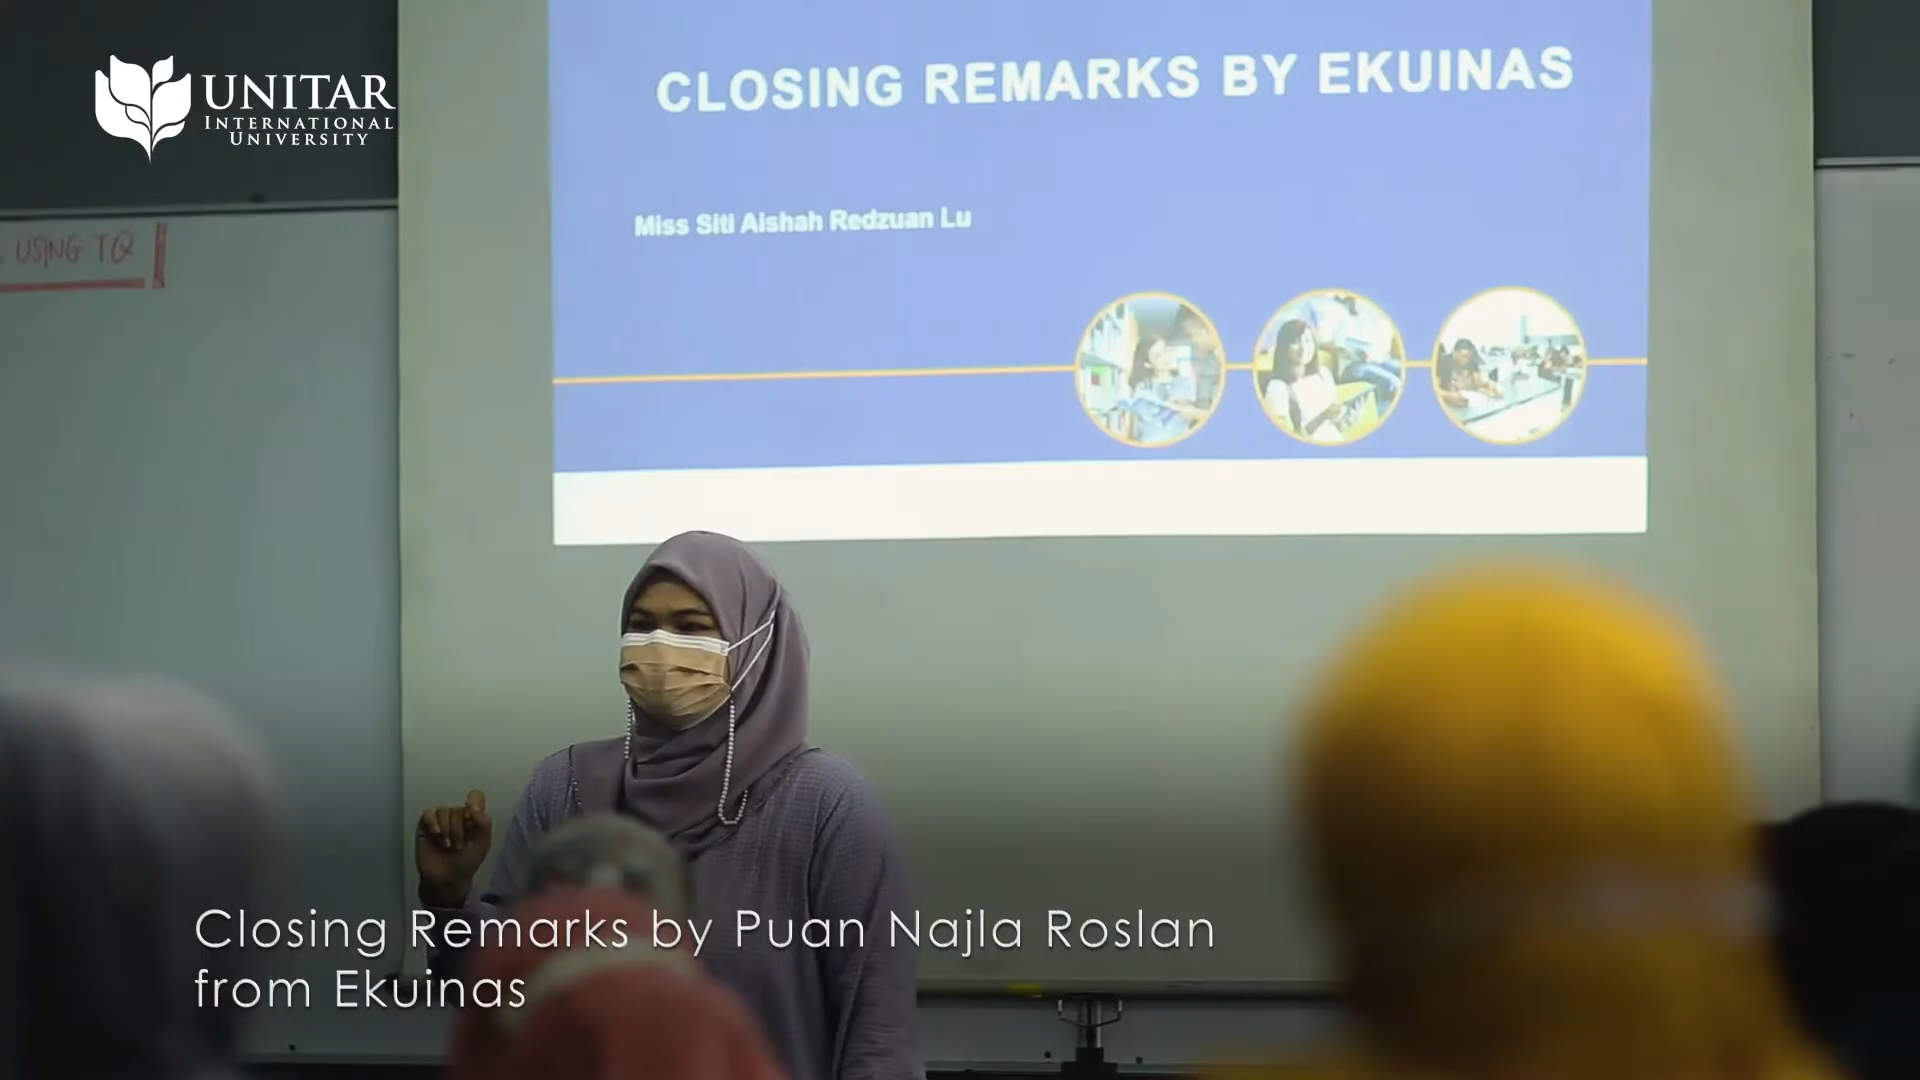 UNITAR
INTERNATIONAL
UNIVERSITY
CLOSING REMARKS BY EKUINAS
Miss Siti Aishah Redzuan Lu
USING TQ
Closing Remarks by Puan Najla Roslan
from Ekuinas